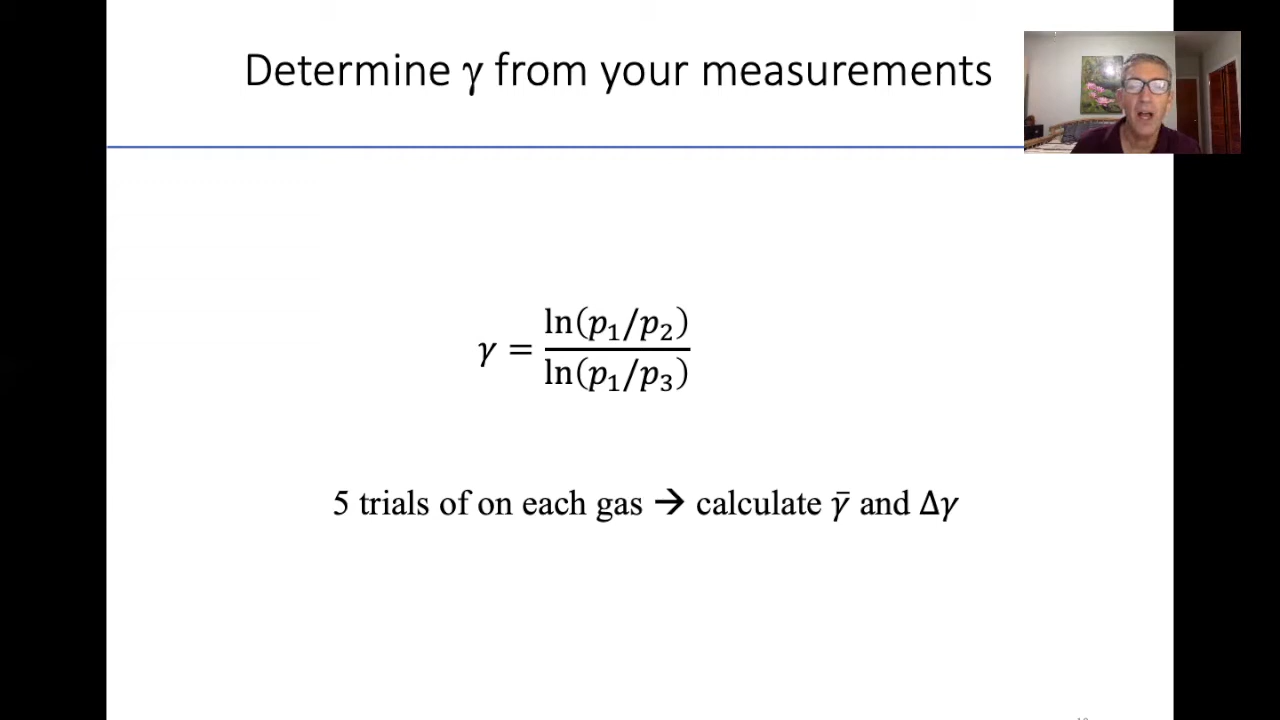 Determine γ from your measurements
γ = ln(p₁/p₂) / ln(p₁/p₃)
5 trials of on each gas → calculate γ̄ and Δγ